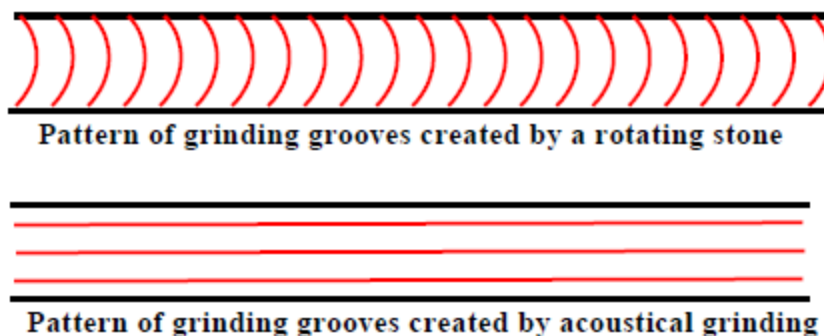 Pattern of grinding grooves created by a rotating stone
Pattern of grinding grooves created by acoustical grinding